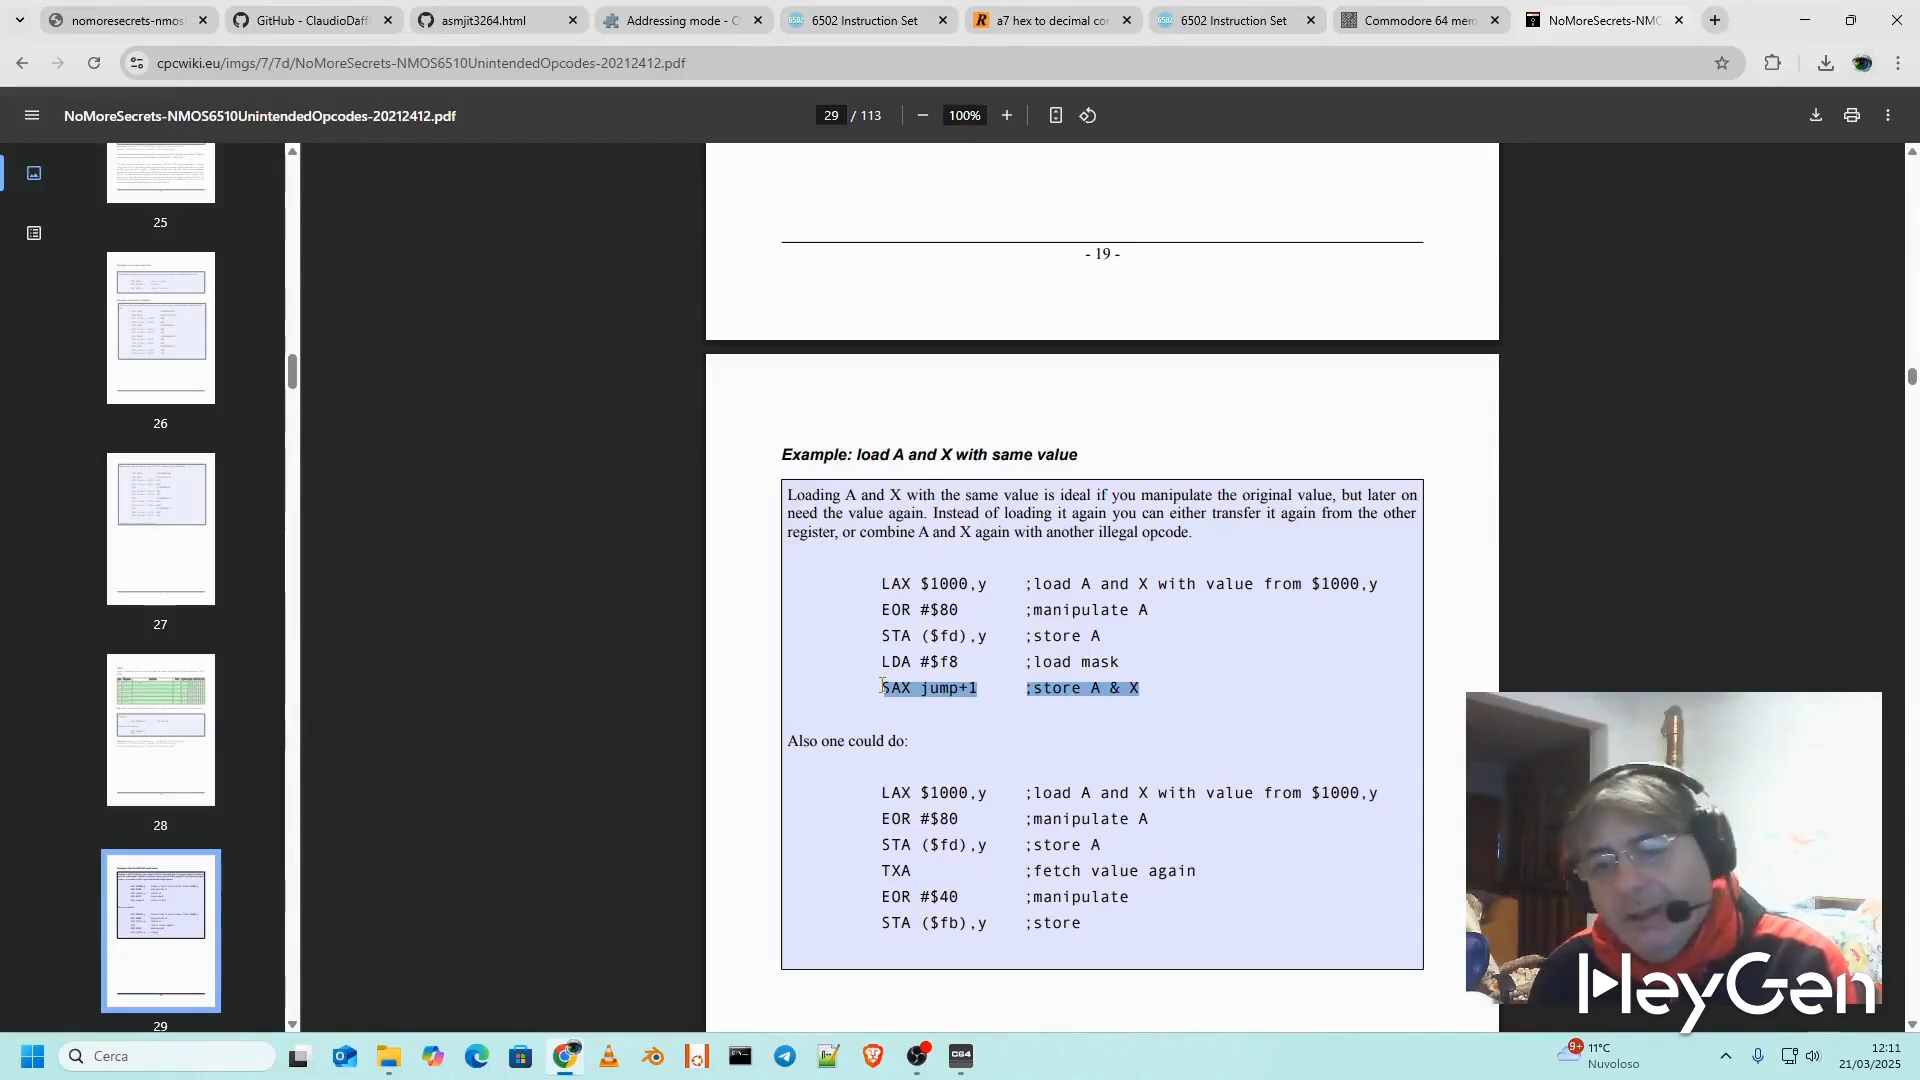 nomoresecrets-nmos
GitHub - ClaudioDaffr
asmjit3264.html
Addressing mode - C
6502 Instruction Set
a7 hex to decimal co
6502 Instruction Set
Commodore 64 mem
NoMoreSecrets-NMO
cpcwiki.eu/imgs/7/7d/NoMoreSecrets-NMOS6510UnintendedOpcodes-20212412.pdf
NoMoreSecrets-NMOS6510UnintendedOpcodes-20212412.pdf
29 / 113
100%
25
26
27
28
29
- 19 -
Example: load A and X with same value
Loading A and X with the same value is ideal if you manipulate the original value, but later on
need the value again. Instead of loading it again you can either transfer it again from the other
register, or combine A and X again with another illegal opcode.
LAX $1000,y ;load A and X with value from $1000,y
EOR #$80 ;manipulate A
STA ($fd),y ;store A
LDA #$f8 ;load mask
SAX jump+1 ;store A & X
Also one could do:
LAX $1000,y ;load A and X with value from $1000,y
EOR #$80 ;manipulate A
STA ($fd),y ;store A
TXA ;fetch value again
EOR #$40 ;manipulate
STA ($fb),y ;store
HeyGen
Cerca
C64
9+
11°C
Nuvoloso
12:11
21/03/2025